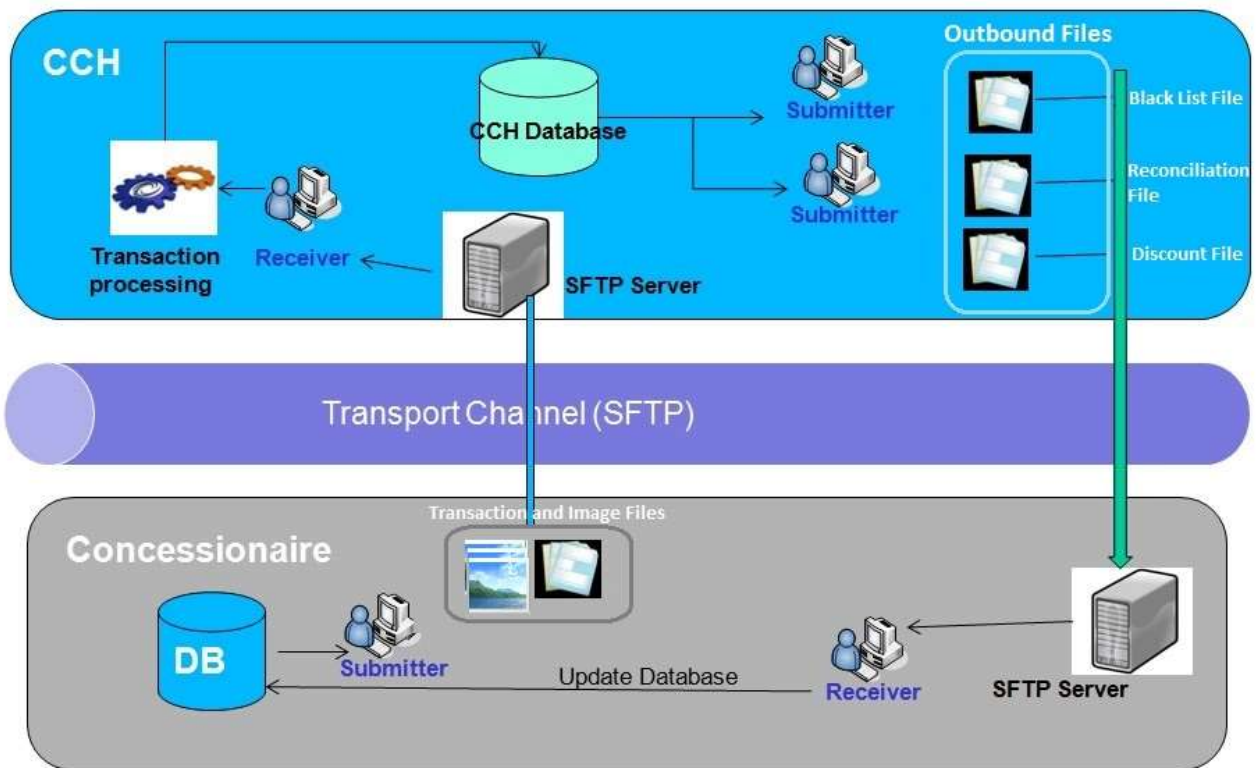 CCH
Outbound Files
Submitter
CCH Database
Black List File
Submitter
Reconciliation
File
Transaction
processing
Receiver
SFTP Server
Discount File
Transport Channel (SFTP)
Transaction and Image Files
Concessionaire
DB
Submitter
Update Database
Receiver
SFTP Server